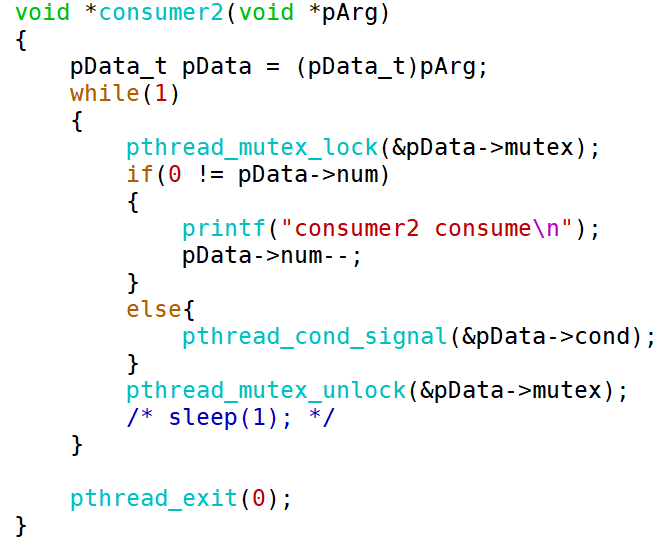 void *consumer2(void *pArg)
{
    pData_t pData = (pData_t)pArg;
    while(1)
    {
        pthread_mutex_lock(&pData->mutex);
        if(0 != pData->num)
        {
            printf("consumer2 consume\n");
            pData->num--;
        }
        else{
            pthread_cond_signal(&pData->cond);
        }
        pthread_mutex_unlock(&pData->mutex);
        /* sleep(1); */
    }

    pthread_exit(0);
}